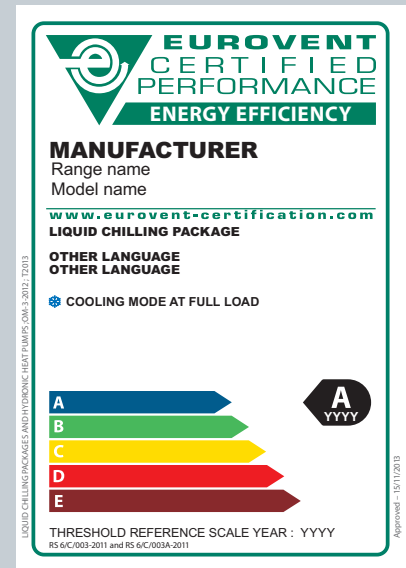 EUROVENT
CERTIFIED
PERFORMANCE
ENERGY EFFICIENCY
MANUFACTURER
Range name
Model name
www.eurovent-certification.com
LIQUID CHILLING PACKAGE
OTHER LANGUAGE
OTHER LANGUAGE
COOLING MODE AT FULL LOAD
A
B
C
D
E
A
YYYY
THRESHOLD REFERENCE SCALE YEAR : YYYY
RS 6/C/003-2011 and RS 6/C/003A-2011
LIQUID CHILLING PACKAGES AND HYDRONIC HEAT PUMPS ;OM-3-2012 ; T2013
Approved – 15/11/2013